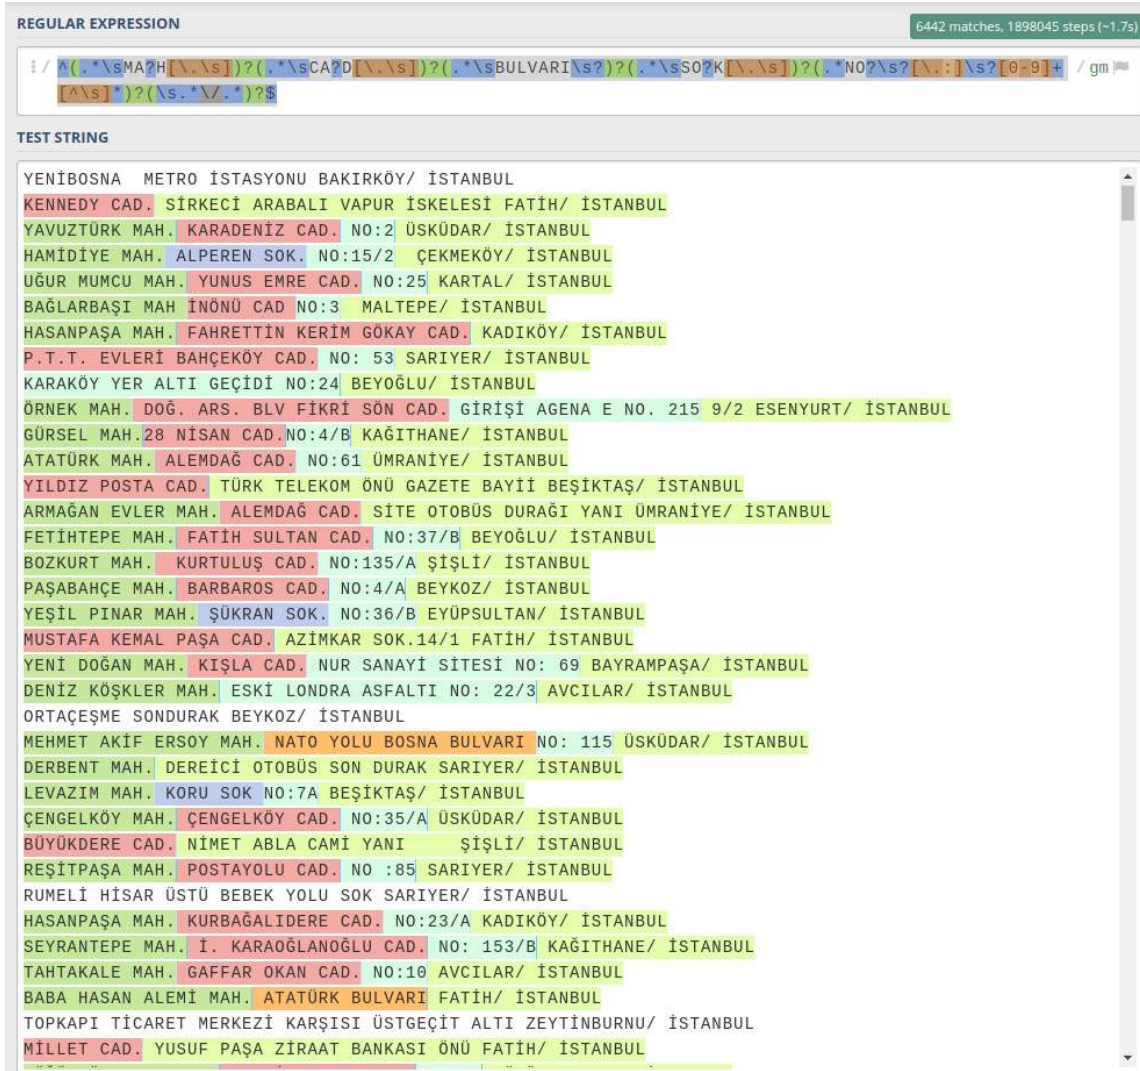 REGULAR EXPRESSION
6442 matches, 1898045 steps (~1.7s)
/ ^(.*\sMA?H[\.\s])?(.*\sCA?D[\.\s])?(.*\sBULVARI\s?)?(.*\sSO?K[\.\s])?(.*NO?\s?[\.:]\s?[0-9]+ / gm
[^\s]*)?(\s.*\/.*)?$
TEST STRING
YENİBOSNA  METRO İSTASYONU BAKIRKÖY/ İSTANBUL
KENNEDY CAD. SİRKECİ ARABALI VAPUR İSKELESİ FATİH/ İSTANBUL
YAVUZTÜRK MAH. KARADENİZ CAD. NO:2 ÜSKÜDAR/ İSTANBUL
HAMİDİYE MAH. ALPEREN SOK. NO:15/2  ÇEKMEKÖY/ İSTANBUL
UĞUR MUMCU MAH. YUNUS EMRE CAD. NO:25 KARTAL/ İSTANBUL
BAĞLARBAŞI MAH İNÖNÜ CAD NO:3  MALTEPE/ İSTANBUL
HASANPAŞA MAH. FAHRETTİN KERİM GÖKAY CAD. KADIKÖY/ İSTANBUL
P.T.T. EVLERİ BAHÇEKÖY CAD. NO: 53 SARIYER/ İSTANBUL
KARAKÖY YER ALTI GEÇİDİ NO:24 BEYOĞLU/ İSTANBUL
ÖRNEK MAH. DOĞ. ARS. BLV FİKRİ SÖN CAD. GİRİŞİ AGENA E NO. 215 9/2 ESENYURT/ İSTANBUL
GÜRSEL MAH.28 NİSAN CAD.NO:4/B KAĞITHANE/ İSTANBUL
ATATÜRK MAH. ALEMDAĞ CAD. NO:61 ÜMRANİYE/ İSTANBUL
YILDIZ POSTA CAD. TÜRK TELEKOM ÖNÜ GAZETE BAYİİ BEŞİKTAŞ/ İSTANBUL
ARMAĞAN EVLER MAH. ALEMDAĞ CAD. SİTE OTOBÜS DURAĞI YANI ÜMRANİYE/ İSTANBUL
FETİHTEPE MAH. FATİH SULTAN CAD. NO:37/B BEYOĞLU/ İSTANBUL
BOZKURT MAH.  KURTULUŞ CAD. NO:135/A ŞİŞLİ/ İSTANBUL
PAŞABAHÇE MAH. BARBAROS CAD. NO:4/A BEYKOZ/ İSTANBUL
YEŞİL PINAR MAH. ŞÜKRAN SOK. NO:36/B EYÜPSULTAN/ İSTANBUL
MUSTAFA KEMAL PAŞA CAD. AZİMKAR SOK.14/1 FATİH/ İSTANBUL
YENİ DOĞAN MAH. KIŞLA CAD. NUR SANAYİ SİTESİ NO: 69 BAYRAMPAŞA/ İSTANBUL
DENİZ KÖŞKLER MAH. ESKİ LONDRA ASFALTI NO: 22/3 AVCILAR/ İSTANBUL
ORTAÇEŞME SONDURAK BEYKOZ/ İSTANBUL
MEHMET AKİF ERSOY MAH. NATO YOLU BOSNA BULVARI NO: 115 ÜSKÜDAR/ İSTANBUL
DERBENT MAH. DEREİCİ OTOBÜS SON DURAK SARIYER/ İSTANBUL
LEVAZIM MAH. KORU SOK NO:7A BEŞİKTAŞ/ İSTANBUL
ÇENGELKÖY MAH. ÇENGELKÖY CAD. NO:35/A ÜSKÜDAR/ İSTANBUL
BÜYÜKDERE CAD. NİMET ABLA CAMİ YANI     ŞİŞLİ/ İSTANBUL
REŞİTPAŞA MAH. POSTAYOLU CAD. NO :85 SARIYER/ İSTANBUL
RUMELİ HİSAR ÜSTÜ BEBEK YOLU SOK SARIYER/ İSTANBUL
HASANPAŞA MAH. KURBAĞALIDERE CAD. NO:23/A KADIKÖY/ İSTANBUL
SEYRANTEPE MAH. İ. KARAOĞLANOĞLU CAD. NO: 153/B KAĞITHANE/ İSTANBUL
TAHTAKALE MAH. GAFFAR OKAN CAD. NO:10 AVCILAR/ İSTANBUL
BABA HASAN ALEMİ MAH. ATATÜRK BULVARI FATİH/ İSTANBUL
TOPKAPI TİCARET MERKEZİ KARŞISI ÜSTGEÇİT ALTI ZEYTİNBURNU/ İSTANBUL
MİLLET CAD. YUSUF PAŞA ZİRAAT BANKASI ÖNÜ FATİH/ İSTANBUL